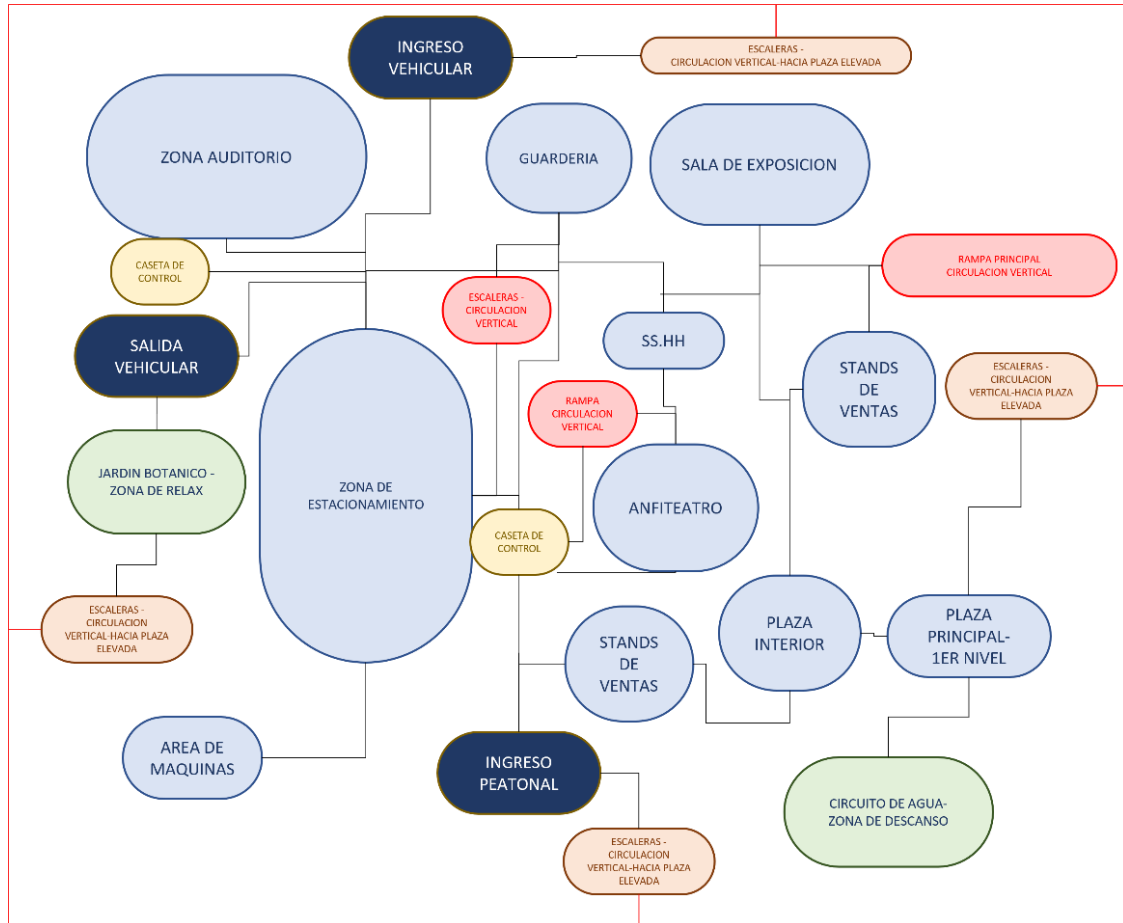 INGRESO
VEHICULAR
ESCALERAS -
CIRCULACION VERTICAL-HACIA PLAZA ELEVADA
ZONA AUDITORIO
GUARDERIA
SALA DE EXPOSICION
CASETA DE
CONTROL
RAMPA PRINCIPAL
CIRCULACION VERTICAL
ESCALERAS -
CIRCULACION
VERTICAL
SALIDA
VEHICULAR
SS.HH
STANDS
DE
VENTAS
ESCALERAS -
CIRCULACION
VERTICAL-HACIA PLAZA
ELEVADA
RAMPA
CIRCULACION
VERTICAL
JARDIN BOTANICO -
ZONA DE RELAX
ZONA DE
ESTACIONAMIENTO
ANFITEATRO
CASETA DE
CONTROL
ESCALERAS -
CIRCULACION
VERTICAL-HACIA PLAZA
ELEVADA
STANDS
DE
VENTAS
PLAZA
INTERIOR
PLAZA
PRINCIPAL-
1ER NIVEL
AREA DE
MAQUINAS
INGRESO
PEATONAL
CIRCUITO DE AGUA-
ZONA DE DESCANSO
ESCALERAS -
CIRCULACION
VERTICAL-HACIA PLAZA
ELEVADA